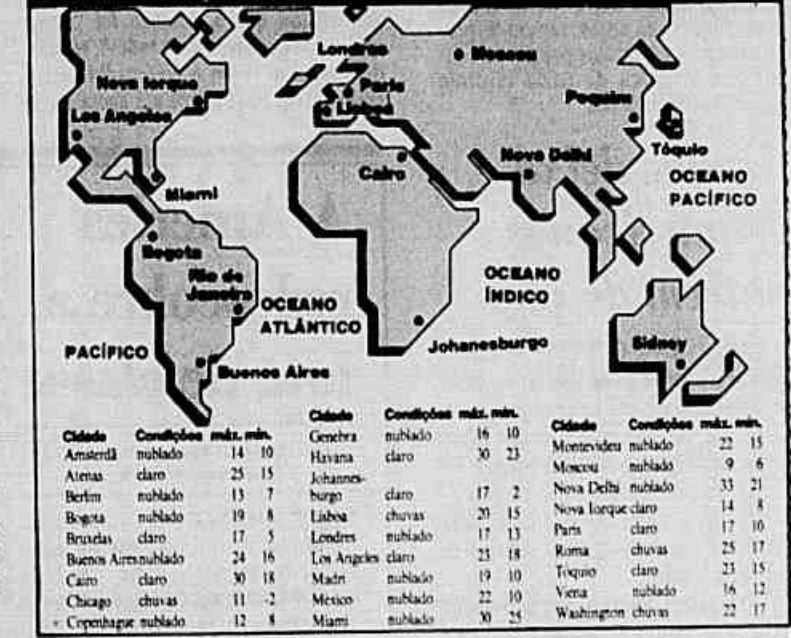 Londres
Moscou
Nova Iorque
Paris
Lisboa
Los Angeles
Pequim
Tóquio
Nova Delhi
Cairo
Miami
OCEANO
PACÍFICO
Bogota
Rio de
Janeiro
OCEANO
ATLÂNTICO
OCEANO
ÍNDICO
PACÍFICO
Johanesburgo
Sidney
Buenos Aires
Cidade Condições máx. mín.
Amsterdã nublado 14 10
Atenas claro 25 15
Berlim nublado 13 7
Bogota nublado 19 8
Bruxelas claro 17 5
Buenos Aires nublado 24 16
Cairo claro 30 18
Chicago chuvas 11 -2
Copenhague nublado 12 8
Cidade Condições máx. mín.
Genebra nublado 16 10
Havana claro 30 23
Johannes-
burgo claro 17 2
Lisboa chuvas 20 15
Londres nublado 17 13
Los Angeles claro 23 18
Madri nublado 19 10
México nublado 22 10
Miami nublado 30 25
Cidade Condições máx. mín.
Montevideu nublado 22 15
Moscou nublado 9 6
Nova Delhi nublado 33 21
Nova Iorque claro 14 8
Paris claro 17 10
Roma chuvas 25 17
Toquio claro 23 15
Viena nublado 16 12
Washington chuvas 22 17